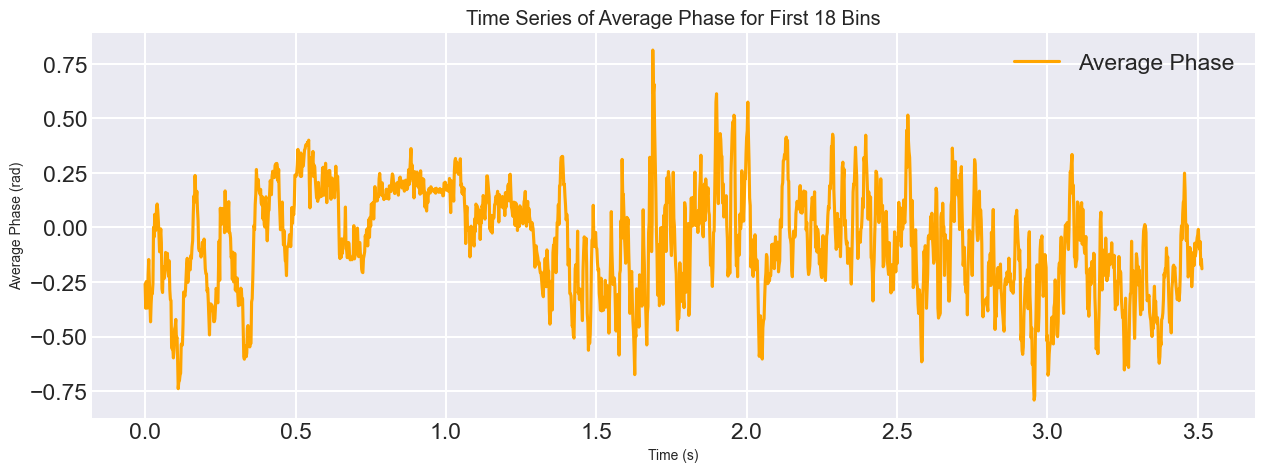 Time Series of Average Phase for First 18 Bins
Average Phase
Average Phase (rad)
0.75
0.50
0.25
0.00
−0.25
−0.50
−0.75
0.0 0.5 1.0 1.5 2.0 2.5 3.0 3.5
Time (s)